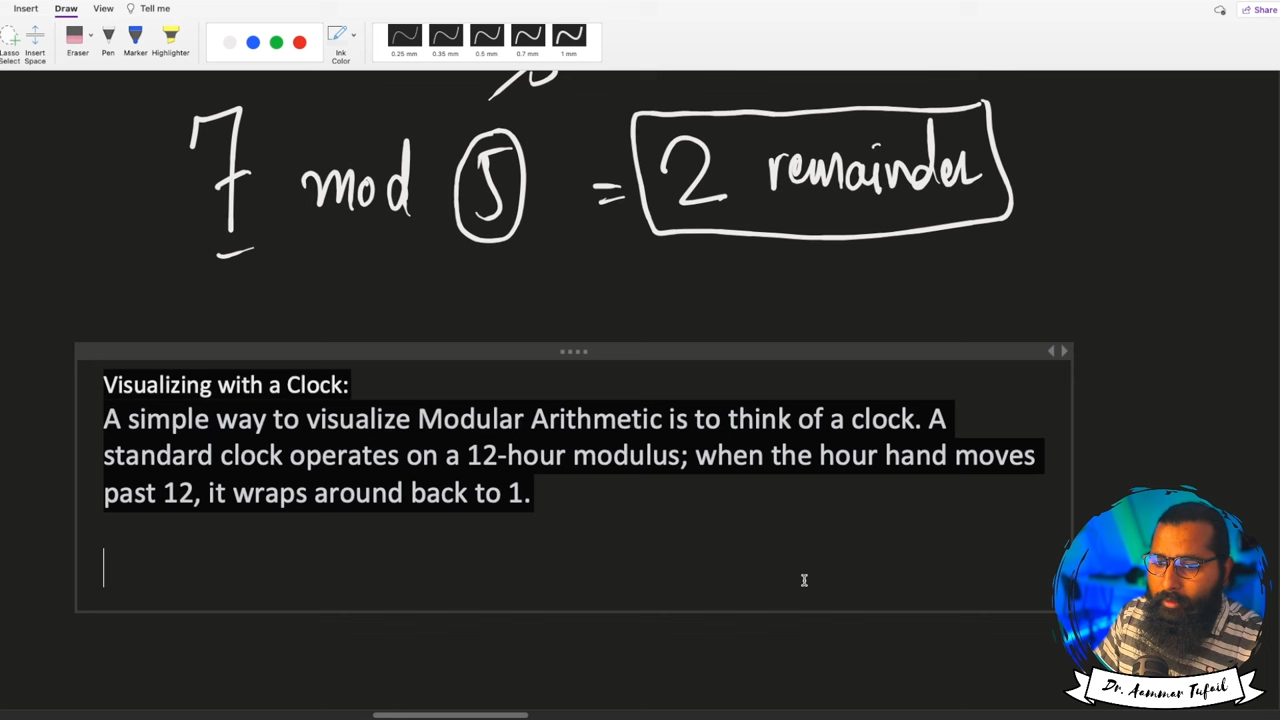 Insert Draw View Tell me
Share
Lasso Select
Insert Space
Eraser
Pen
Marker
Highlighter
Ink Color
0.25 mm
0.35 mm
0.5 mm
0.7 mm
1 mm
7 mod 5 = 2 remainder
Visualizing with a Clock:
A simple way to visualize Modular Arithmetic is to think of a clock. A
standard clock operates on a 12-hour modulus; when the hour hand moves
past 12, it wraps around back to 1.
Dr. Aammar Tufail